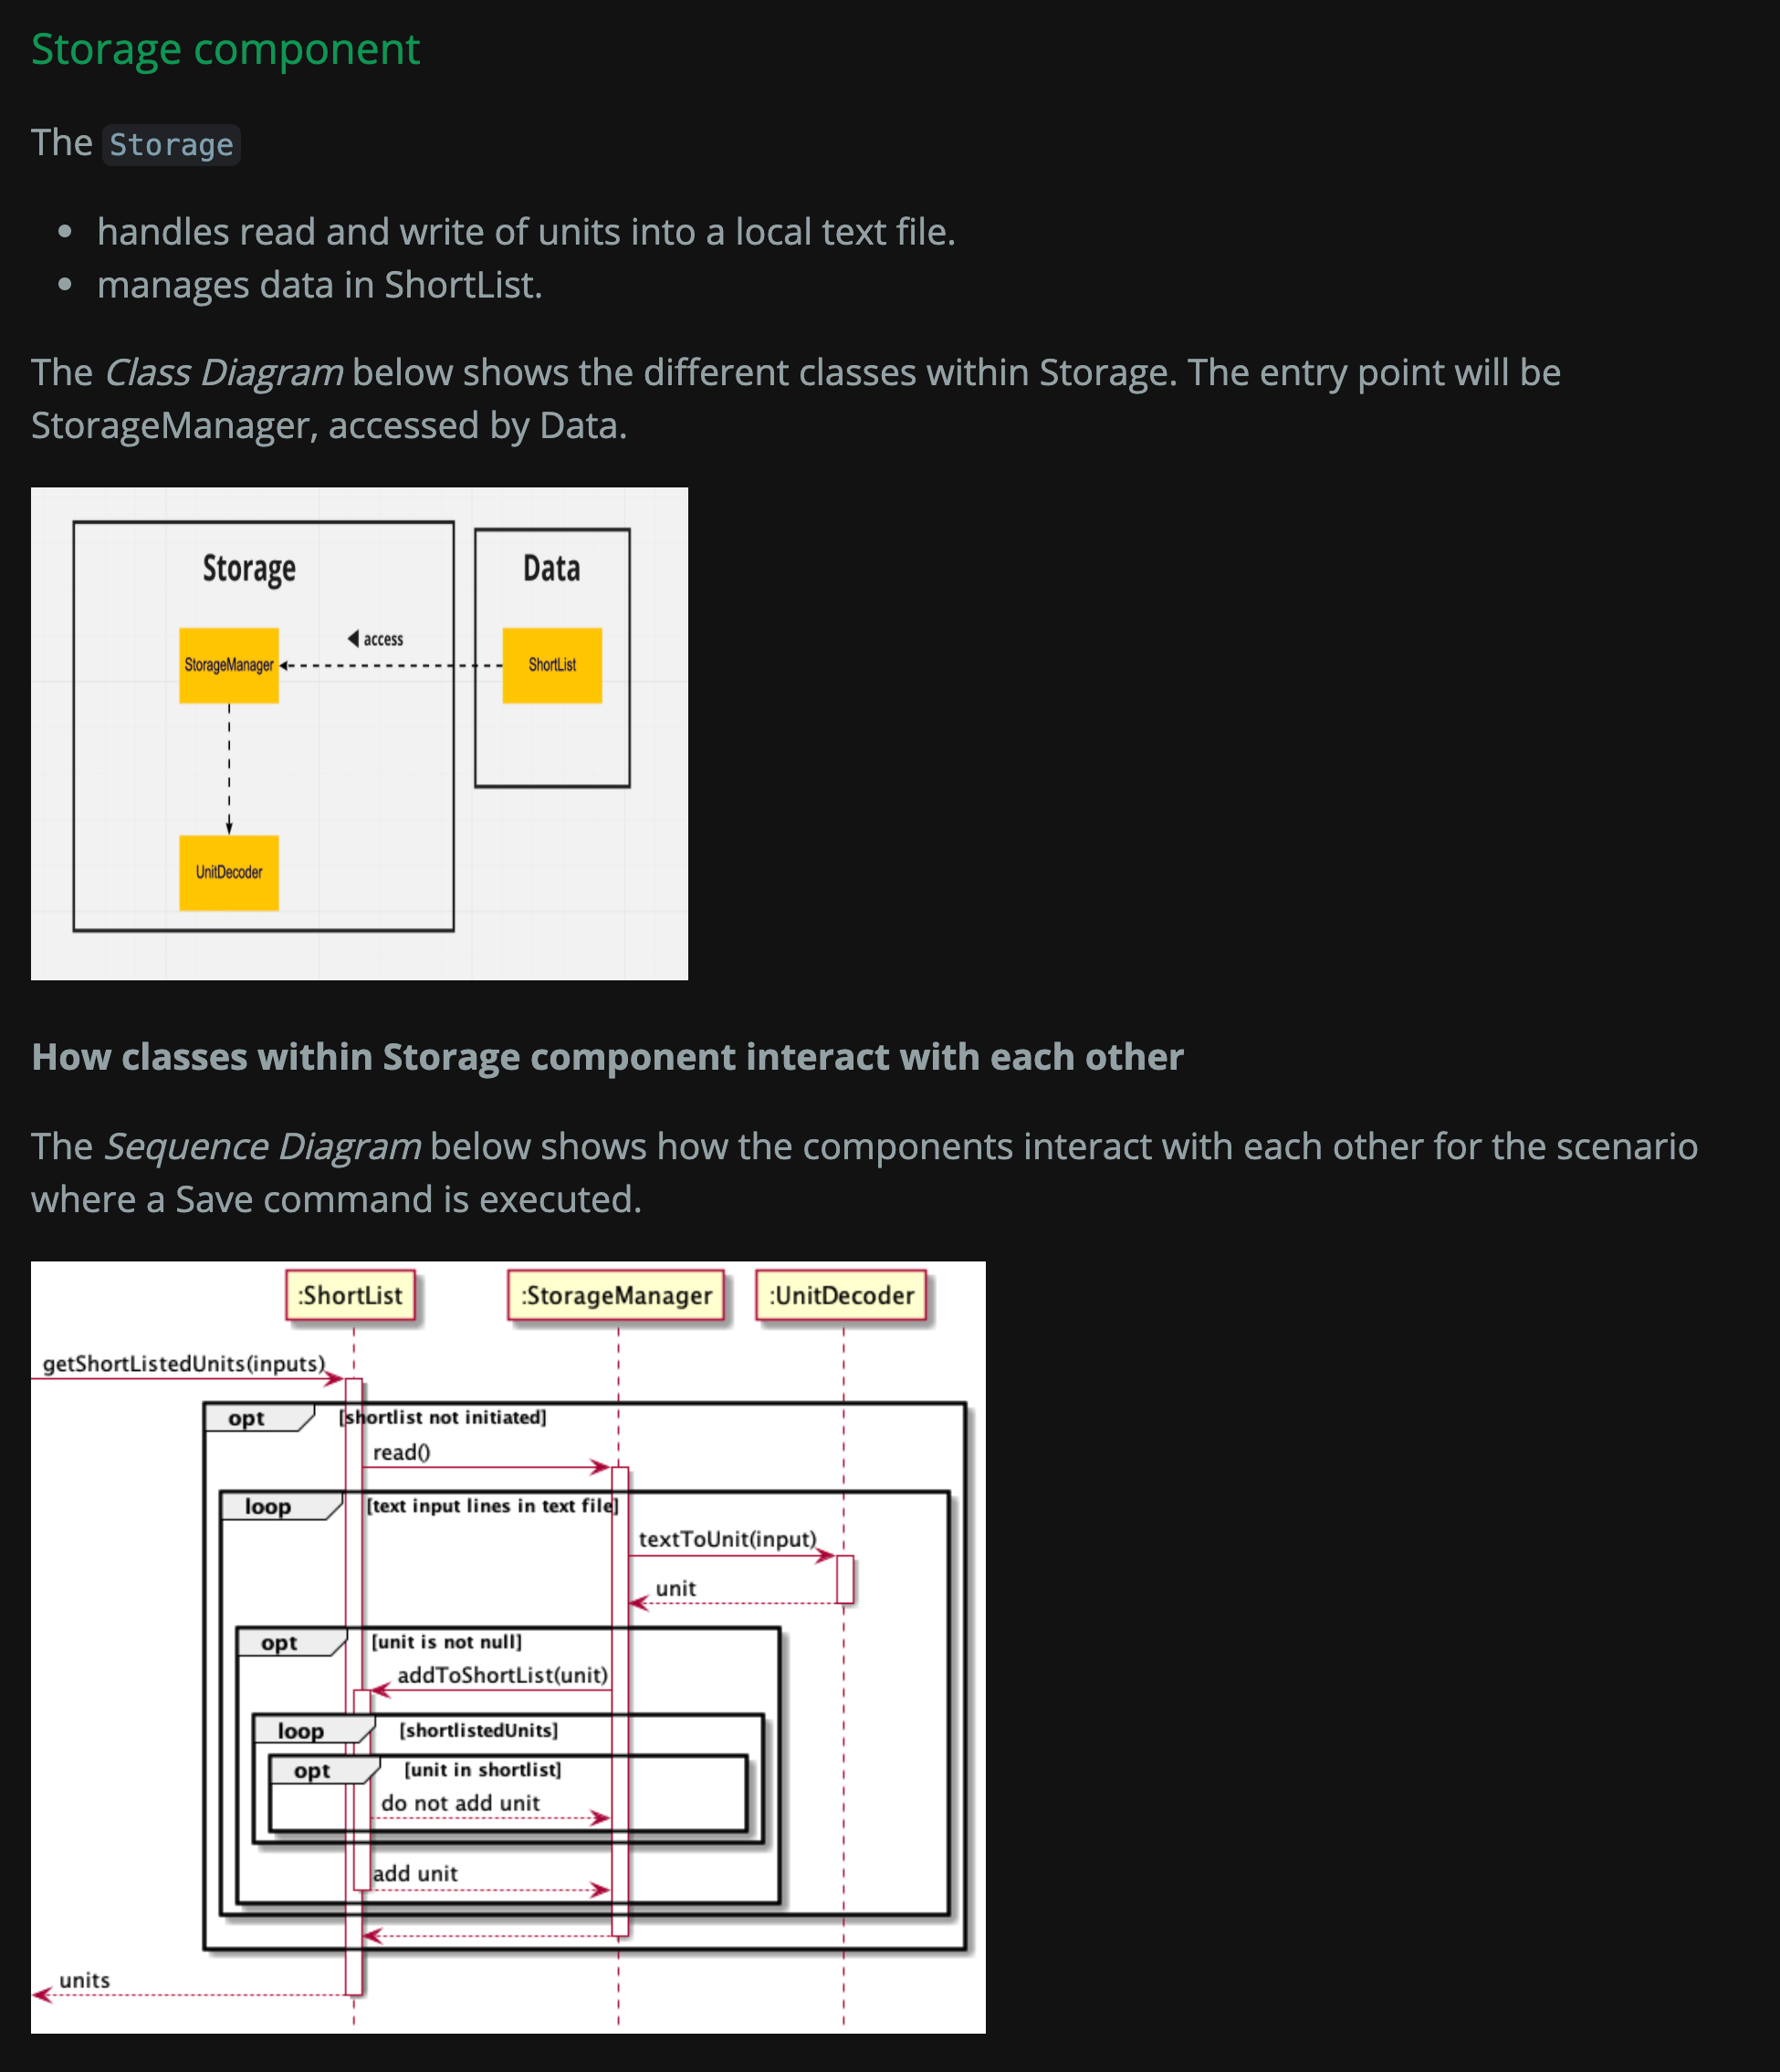 Storage component
The Storage
handles read and write of units into a local text file.
manages data in ShortList.
The Class Diagram below shows the different classes within Storage. The entry point will be
StorageManager, accessed by Data.
Storage
Data
access
StorageManager
ShortList
UnitDecoder
How classes within Storage component interact with each other
The Sequence Diagram below shows how the components interact with each other for the scenario
where a Save command is executed.
:ShortList
:StorageManager
:UnitDecoder
getShortListedUnits(inputs)
opt
[shortlist not initiated]
read()
loop
[text input lines in text file]
textToUnit(input)
unit
opt
[unit is not null]
addToShortList(unit)
loop
[shortlistedUnits]
opt
[unit in shortlist]
do not add unit
add unit
units